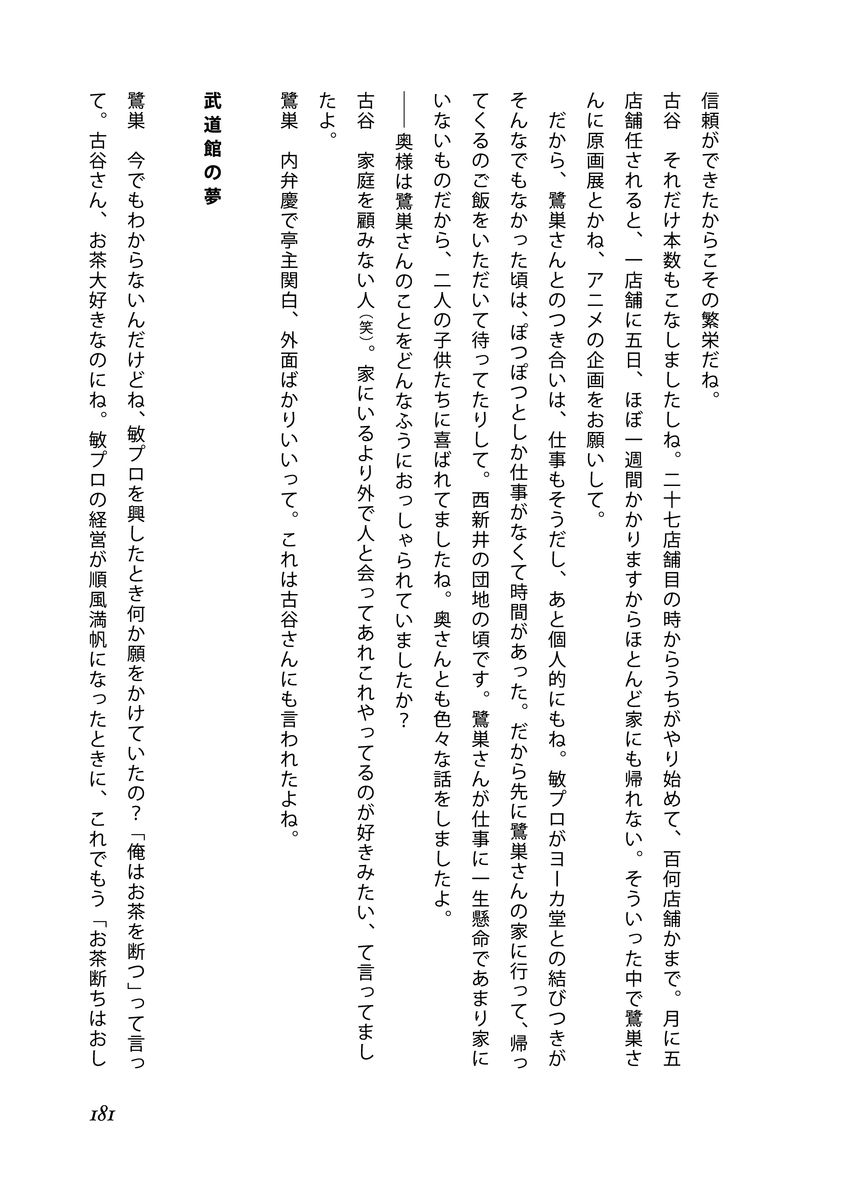 信頼ができたからこその繁栄だね。
古谷　それだけ本数もこなしましたしね。二十七店舗目の時からうちがやり始めて、百何店舗かまで。月に五
店舗任されると、一店舗に五日、ほぼ一週間かかりますからほとんど家にも帰れない。そういった中で鷺巣さ
んに原画展とかね、アニメの企画をお願いして。
　だから、鷺巣さんとのつき合いは、仕事もそうだし、あと個人的にもね。敏プロがヨーカ堂との結びつきが
そんなでもなかった頃は、ぽつぽつとしか仕事がなくて時間があった。だから先に鷺巣さんの家に行って、帰っ
てくるのご飯をいただいて待ってたりして。西新井の団地の頃です。鷺巣さんが仕事に一生懸命であまり家に
いないものだから、二人の子供たちに喜ばれてましたね。奥さんとも色々な話をしましたよ。
――奥様は鷺巣さんのことをどんなふうにおっしゃられていましたか？
古谷　家庭を顧みない人（笑）。家にいるより外で人と会ってあれこれやってるのが好きみたい、て言ってまし
たよ。
鷺巣　内弁慶で亭主関白、外面ばかりいいって。これは古谷さんにも言われたよね。
武道館の夢
鷺巣　今でもわからないんだけどね、敏プロを興したとき何か願をかけていたの？「俺はお茶を断つ」って言っ
て。古谷さん、お茶大好きなのにね。敏プロの経営が順風満帆になったときに、これでもう「お茶断ちはおし
181